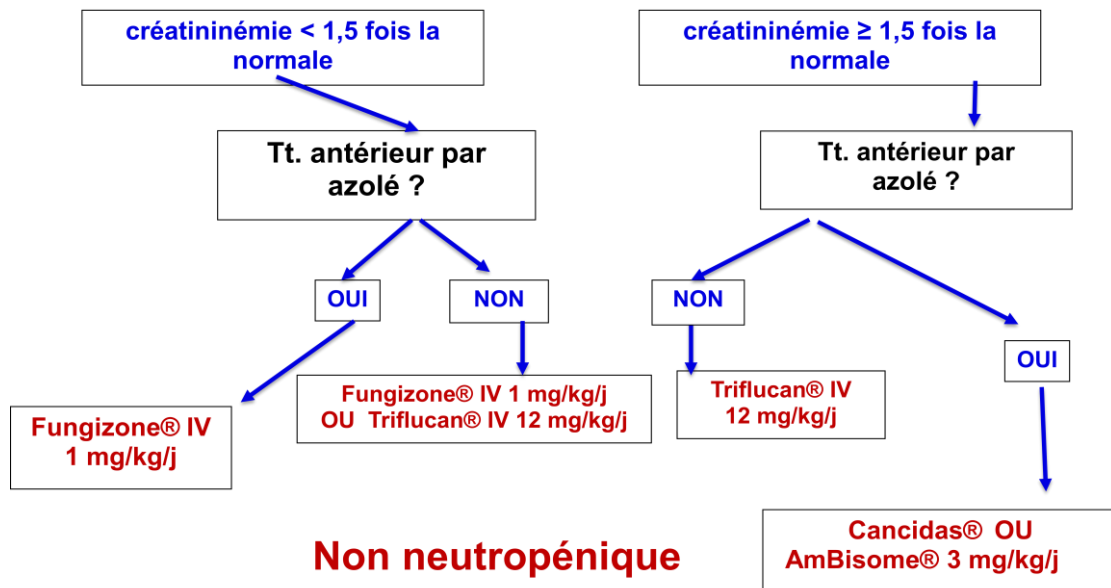 créatininémie < 1,5 fois la
normale
créatininémie ≥ 1,5 fois la
normale
Tt. antérieur par
azolé ?
Tt. antérieur par
azolé ?
OUI
NON
NON
OUI
Fungizone® IV
1 mg/kg/j
Fungizone® IV 1 mg/kg/j
OU Triflucan® IV 12 mg/kg/j
Triflucan® IV
12 mg/kg/j
Cancidas® OU
AmBisome® 3 mg/kg/j
Non neutropénique